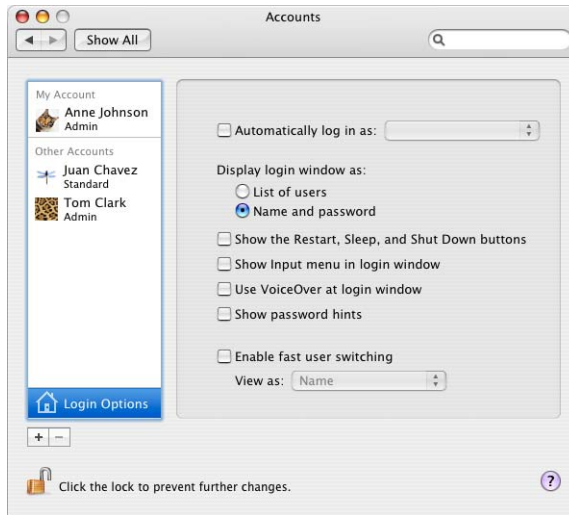 Accounts
Show All
My Account
Anne Johnson
Admin
Other Accounts
Juan Chavez
Standard
Tom Clark
Admin
Login Options
Automatically log in as:
Display login window as:
List of users
Name and password
Show the Restart, Sleep, and Shut Down buttons
Show Input menu in login window
Use VoiceOver at login window
Show password hints
Enable fast user switching
View as: Name
+ −
Click the lock to prevent further changes.
?